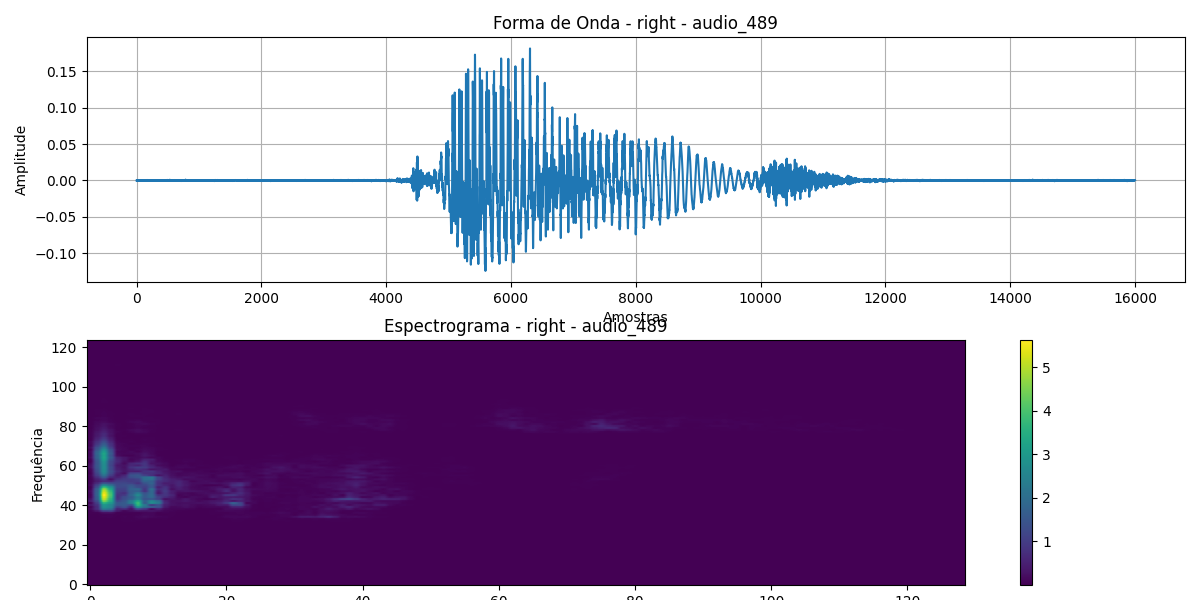 Forma de Onda - right - audio_489
Amplitude
0.15
0.10
0.05
0.00
−0.05
−0.10
0 2000 4000 6000 8000 10000 12000 14000 16000
Amostras
Espectrograma - right - audio_489
Frequência
120
100
80
60
40
20
0
0 20 40 60 80 100 120
5
4
3
2
1